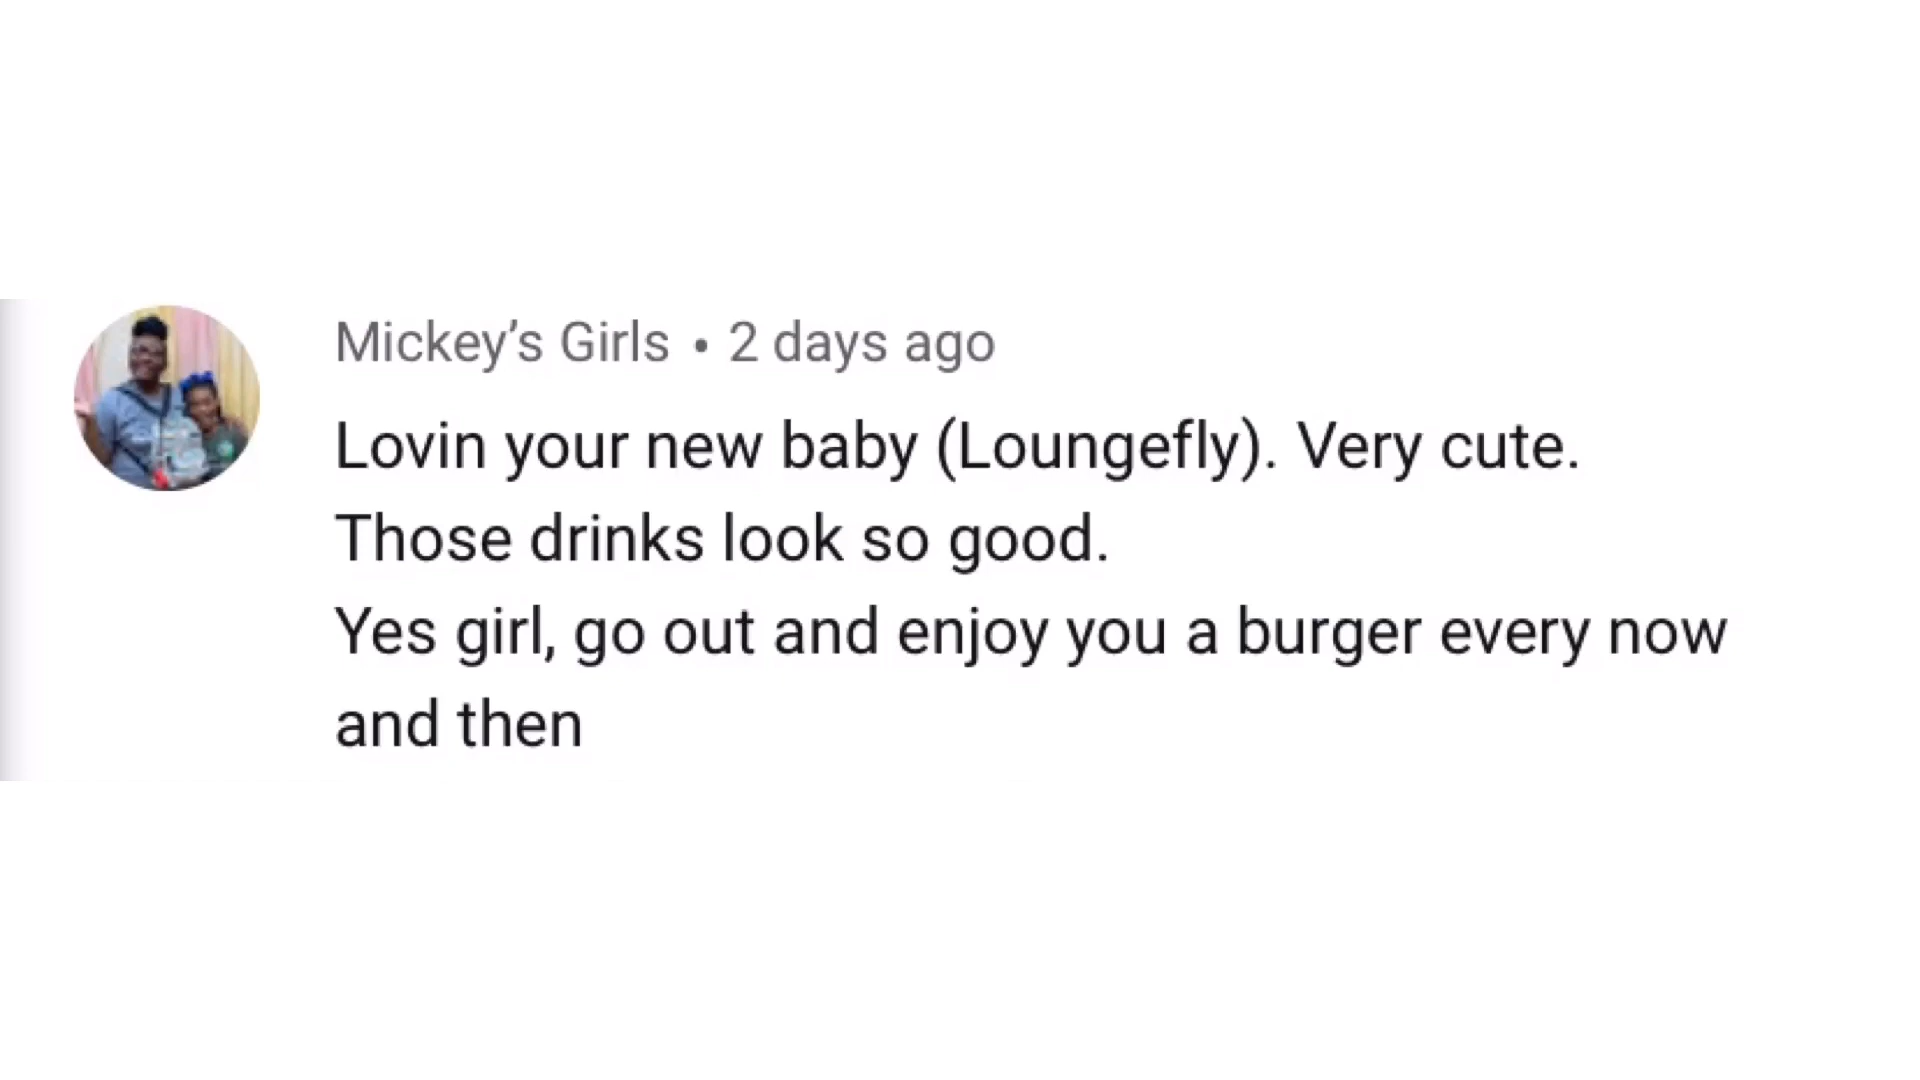 Mickey’s Girls • 2 days ago
Lovin your new baby (Loungefly). Very cute.
Those drinks look so good.
Yes girl, go out and enjoy you a burger every now
and then